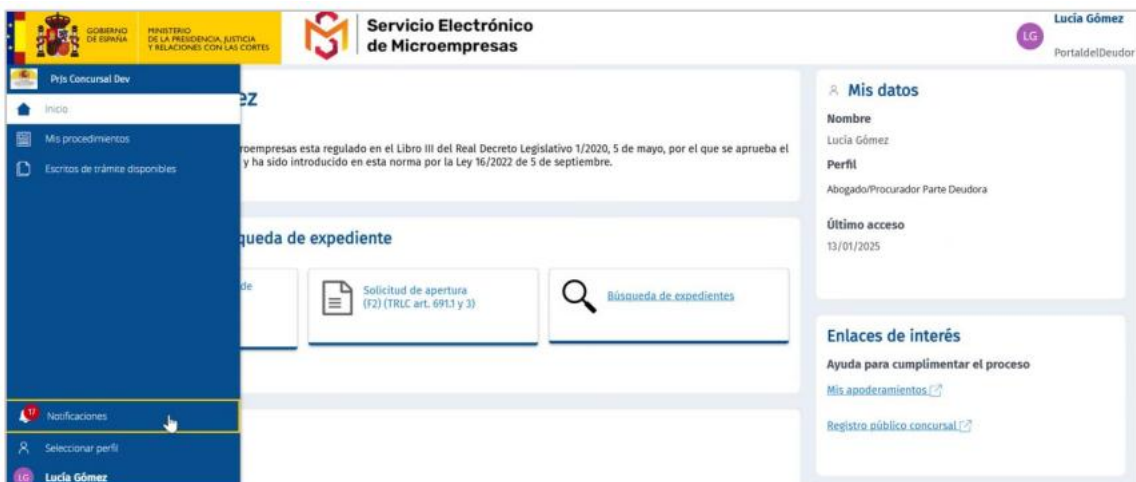 GOBIERNO
DE ESPAÑA
MINISTERIO
DE LA PRESIDENCIA, JUSTICIA
Y RELACIONES CON LAS CORTES
Servicio Electrónico
de Microempresas
LG
Lucía Gómez
PortaldelDeudor
Prjs Concursal Dev
Inicio
Mis procedimientos
Escritos de trámite disponibles
17
Notificaciones
Seleccionar perfil
LG
Lucía Gómez
ez
roempresas esta regulado en el Libro III del Real Decreto Legislativo 1/2020, 5 de mayo, por el que se aprueba el
y ha sido introducido en esta norma por la Ley 16/2022 de 5 de septiembre.
queda de expediente
de
Solicitud de apertura
(F2) (TRLC art. 691.1 y 3)
Búsqueda de expedientes
Mis datos
Nombre
Lucía Gómez
Perfil
Abogado/Procurador Parte Deudora
Último acceso
13/01/2025
Enlaces de interés
Ayuda para cumplimentar el proceso
Mis apoderamientos
Registro público concursal